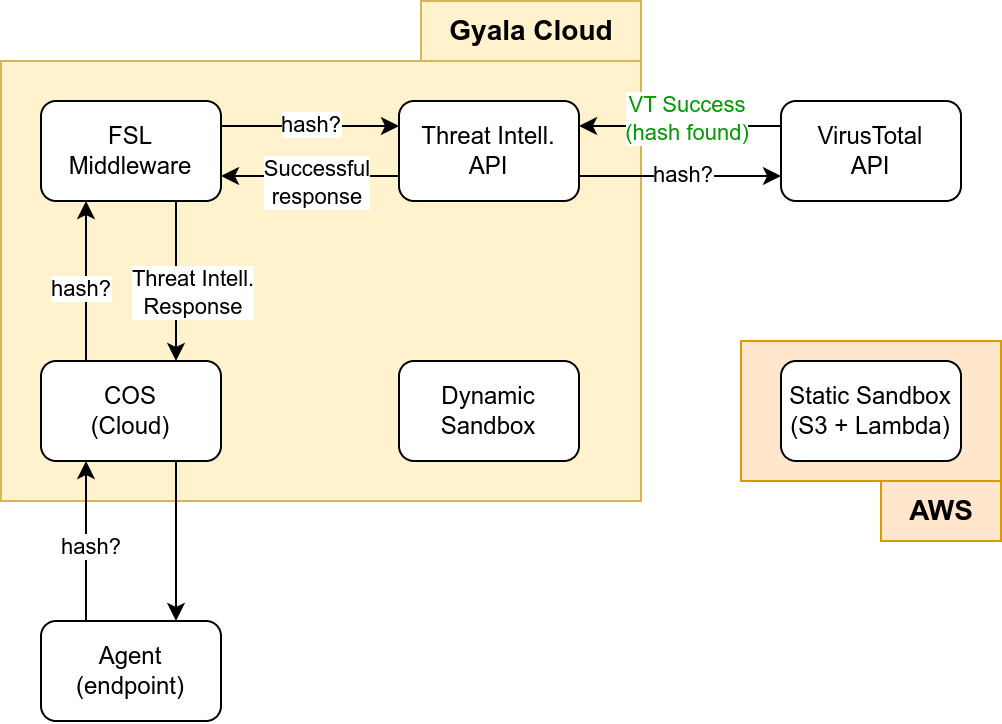 Gyala Cloud
FSL
Middleware
hash?
Successful
response
Threat Intell.
API
VT Success
(hash found)
hash?
VirusTotal
API
hash?
Threat Intell.
Response
COS
(Cloud)
Dynamic
Sandbox
Static Sandbox
(S3 + Lambda)
AWS
hash?
Agent
(endpoint)